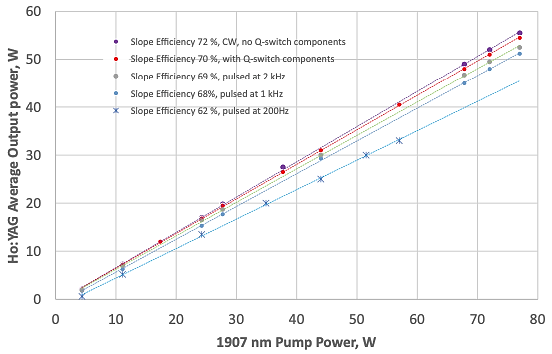 60
50
40
30
20
10
0
Ho:YAG Average Output power, W
Slope Efficiency 72 %, CW, no Q-switch components
Slope Efficiency 70 %, with Q-switch components
Slope Efficiency 69 %, pulsed at 2 kHz
Slope Efficiency 68%, pulsed at 1 kHz
Slope Efficiency 62 %, pulsed at 200Hz
0 10 20 30 40 50 60 70 80
1907 nm Pump Power, W